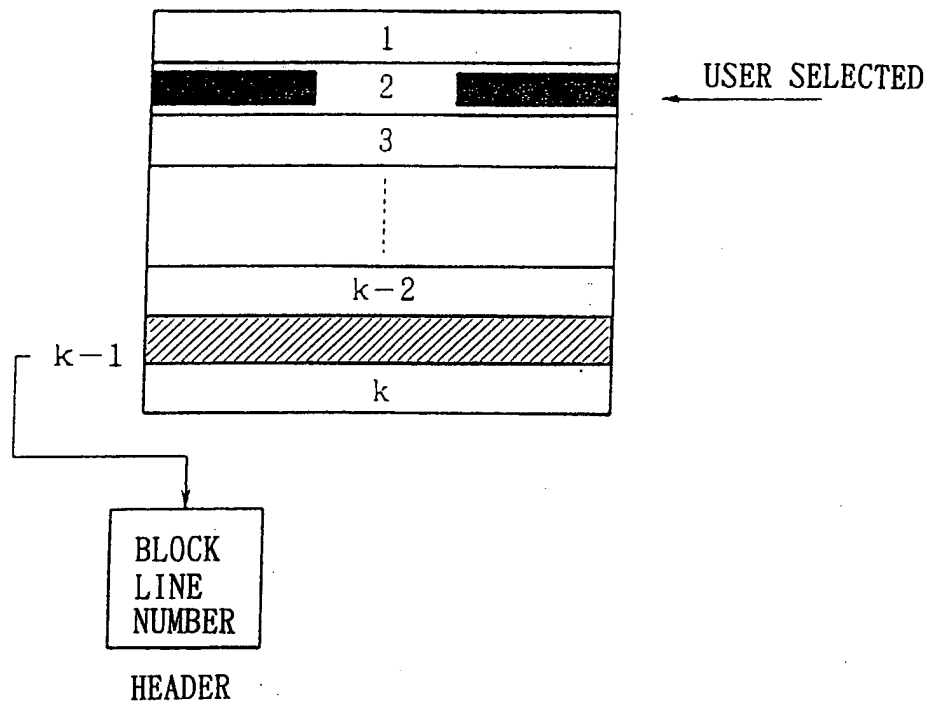 1
2
USER SELECTED
3
k-2
k-1
k
BLOCK
LINE
NUMBER
HEADER